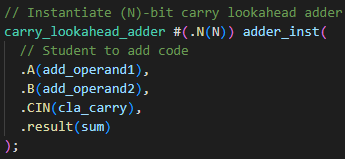 // Instantiate (N)-bit carry lookahead adder
carry_lookahead_adder #(.N(N)) adder_inst(
  // Student to add code
  .A(add_operand1),
  .B(add_operand2),
  .CIN(cla_carry),
  .result(sum)
);